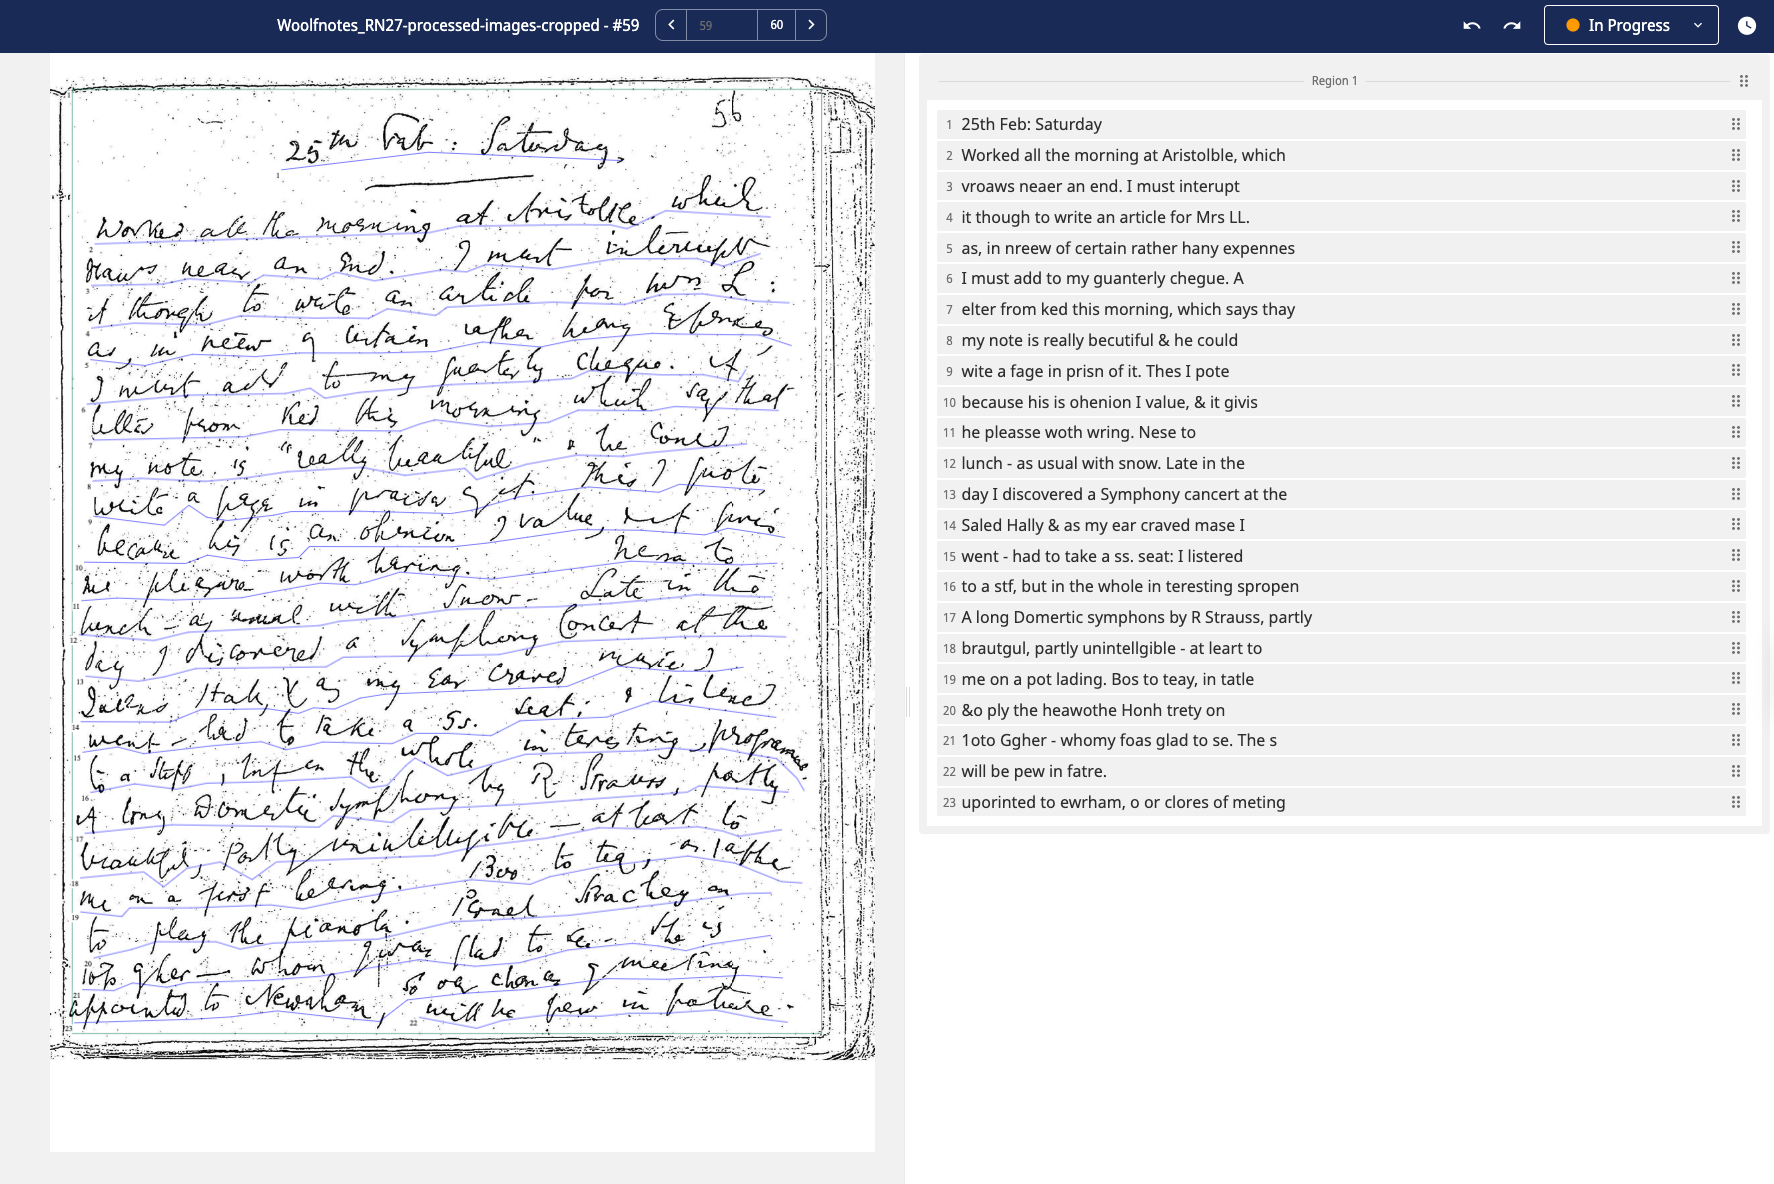 Woolfnotes_RN27-processed-images-cropped - #59
59
60
In Progress
56
25th Feb: Saturday.
Worked all the morning at Aristotle which
draws near an End. I must interrupt
it though to write an article for Mrs L:
as, in view of certain rather heavy Expenses,
I must add to my quarterly cheque. A
letter from Ked this morning which says that
my note is "really beautiful" & he could
write a page in praise of it. This I quote,
because his is an opinion I value, & it gives
me pleasure worth having. Nessa to
lunch - as usual with Snow - Late in the
day I discovered a Symphony Concert at the
Queens Hall, & as my Ear craved music I
went - had to take a 5s. seat; & listened
to a stiff, but on the whole interesting, programme.
A long Domestic Symphony by R Strauss, partly
beautiful, partly unintelligible - at least to
me on a first hearing. Boo to tea, or rather
to play the pianola. Pernel Strachey on
to gther - whom I was glad to see - She is
appointed to Newnham, so our chances of meeting
will be few in future -
Region 1
1 25th Feb: Saturday
2 Worked all the morning at Aristolble, which
3 vroaws neaer an end. I must interupt
4 it though to write an article for Mrs LL.
5 as, in nreew of certain rather hany expennes
6 I must add to my guanterly chegue. A
7 elter from ked this morning, which says thay
8 my note is really becutiful & he could
9 wite a fage in prisn of it. Thes I pote
10 because his is ohenion I value, & it givis
11 he pleasse woth wring. Nese to
12 lunch - as usual with snow. Late in the
13 day I discovered a Symphony cancert at the
14 Saled Hally & as my ear craved mase I
15 went - had to take a ss. seat: I listered
16 to a stf, but in the whole in teresting spropen
17 A long Domertic symphons by R Strauss, partly
18 brautgul, partly unintellgible - at leart to
19 me on a pot lading. Bos to teay, in tatle
20 &o ply the heawothe Honh trety on
21 1oto Ggher - whomy foas glad to se. The s
22 will be pew in fatre.
23 uporinted to ewrham, o or clores of meting